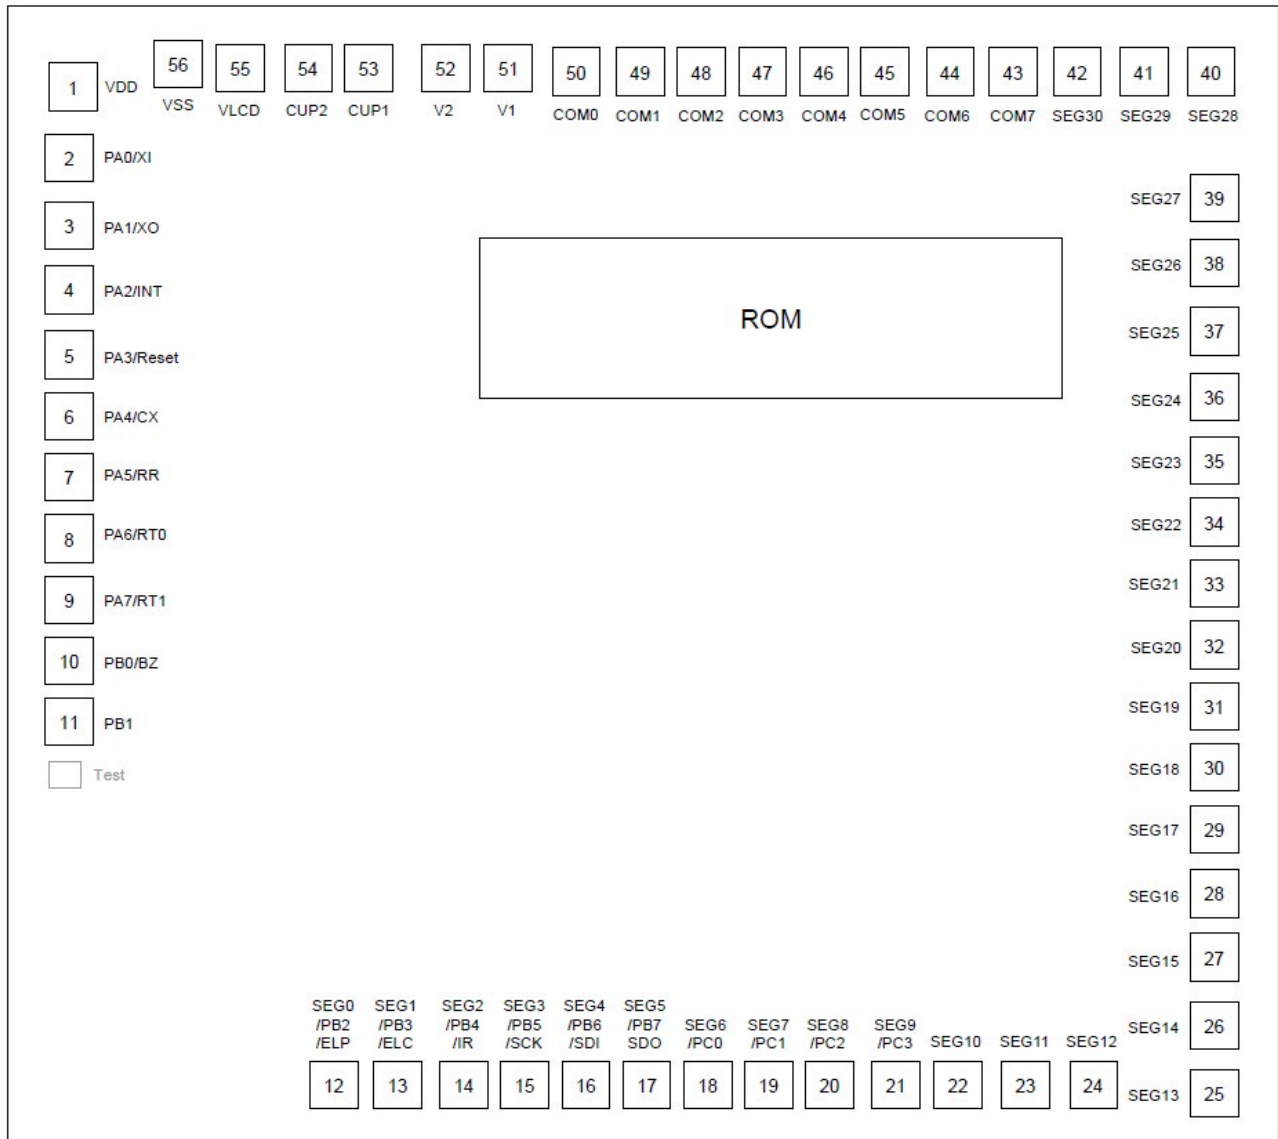 1 VDD
56
VSS
55
VLCD
54
CUP2
53
CUP1
52
V2
51
V1
50
COM0
49
COM1
48
COM2
47
COM3
46
COM4
45
COM5
44
COM6
43
COM7
42
SEG30
41
SEG29
40
SEG28
2 PA0/XI
3 PA1/XO
4 PA2/INT
5 PA3/Reset
6 PA4/CX
7 PA5/RR
8 PA6/RT0
9 PA7/RT1
10 PB0/BZ
11 PB1
Test
ROM
SEG27 39
SEG26 38
SEG25 37
SEG24 36
SEG23 35
SEG22 34
SEG21 33
SEG20 32
SEG19 31
SEG18 30
SEG17 29
SEG16 28
SEG15 27
SEG14 26
SEG13 25
SEG0
/PB2
/ELP
12
SEG1
/PB3
/ELC
13
SEG2
/PB4
/IR
14
SEG3
/PB5
/SCK
15
SEG4
/PB6
/SDI
16
SEG5
/PB7
SDO
17
SEG6
/PC0
18
SEG7
/PC1
19
SEG8
/PC2
20
SEG9
/PC3
21
SEG10
22
SEG11
23
SEG12
24